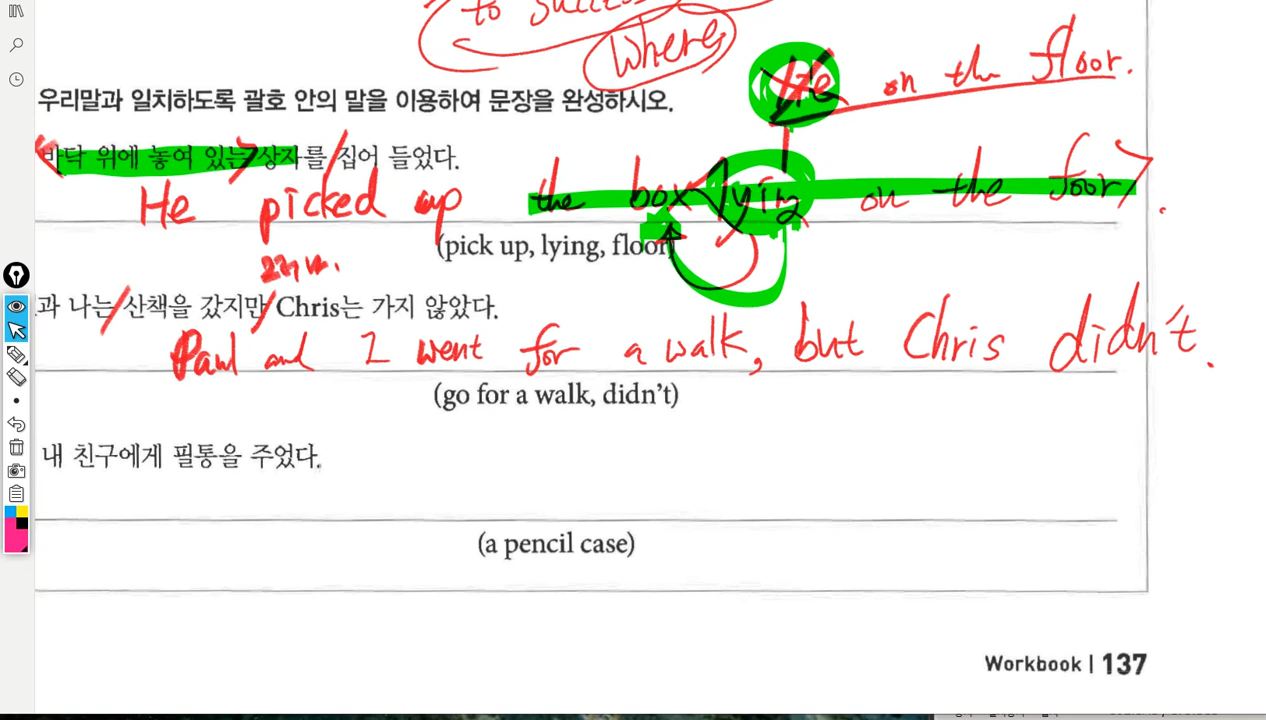 to
Where
lie on the floor.
우리말과 일치하도록 괄호 안의 말을 이용하여 문장을 완성하시오.
바닥 위에 놓여 있는 상자를 집어 들었다.
He picked up the box lying on the foor.
(pick up, lying, floor)
과 나는 산책을 갔지만 Chris는 가지 않았다.
Paul and I went for a walk, but Chris didn't.
(go for a walk, didn't)
내 친구에게 필통을 주었다.
(a pencil case)
Workbook | 137